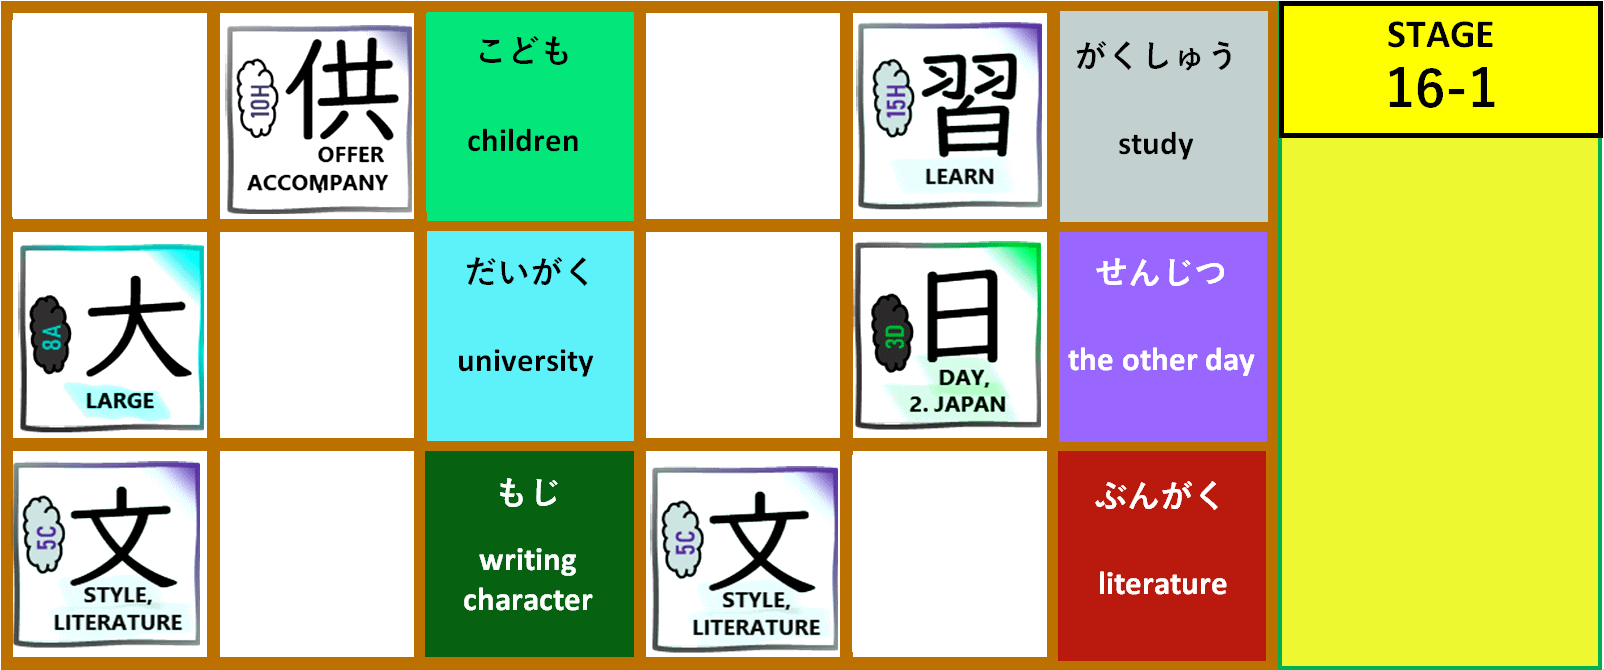 10H
供
OFFER
ACCOMPANY
こども
children
15H
習
LEARN
がくしゅう
study
STAGE
16-1
8A
大
LARGE
だいがく
university
3D
日
DAY,
2. JAPAN
せんじつ
the other day
5C
文
STYLE,
LITERATURE
もじ
writing
character
5C
文
STYLE,
LITERATURE
ぶんがく
literature